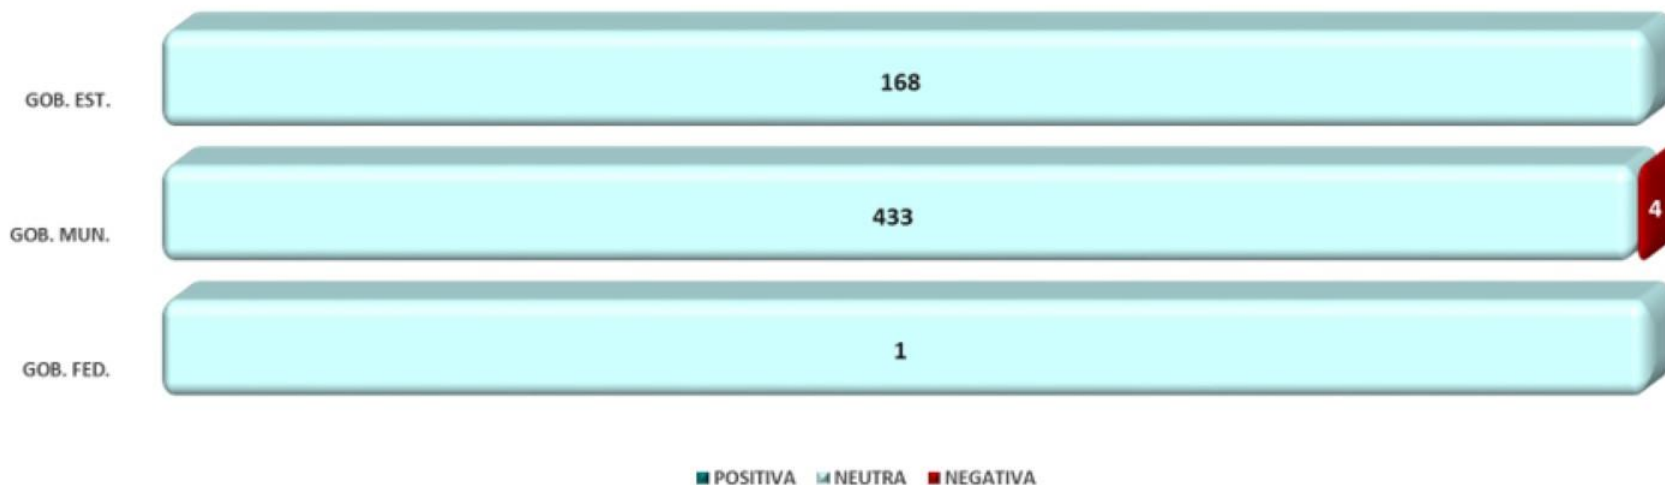 168
GOB. EST.
433
4
GOB. MUN.
1
GOB. FED.
POSITIVA NEUTRA NEGATIVA